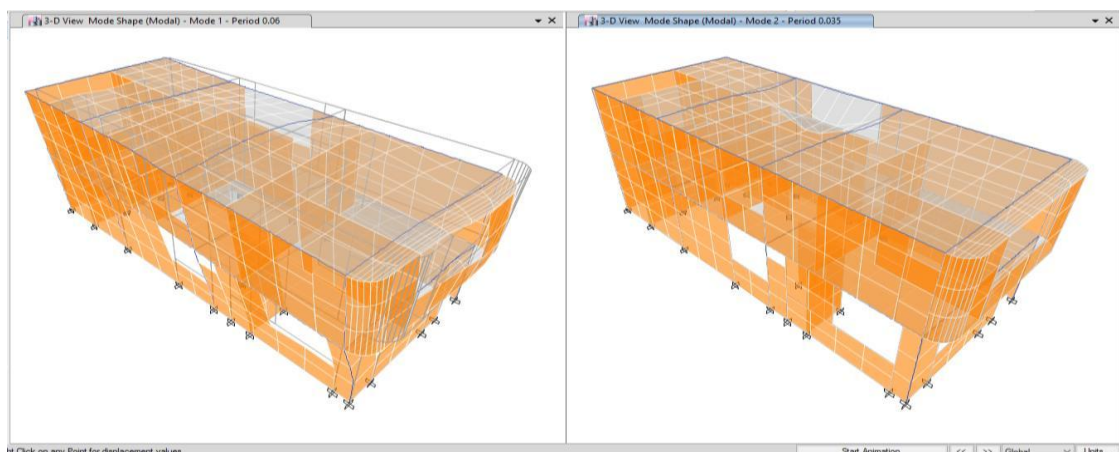 3-D View Mode Shape (Modal) - Mode 1 - Period 0.06
3-D View Mode Shape (Modal) - Mode 2 - Period 0.035
ht Click on any Point for displacement values
Start Animation << >> Global Units